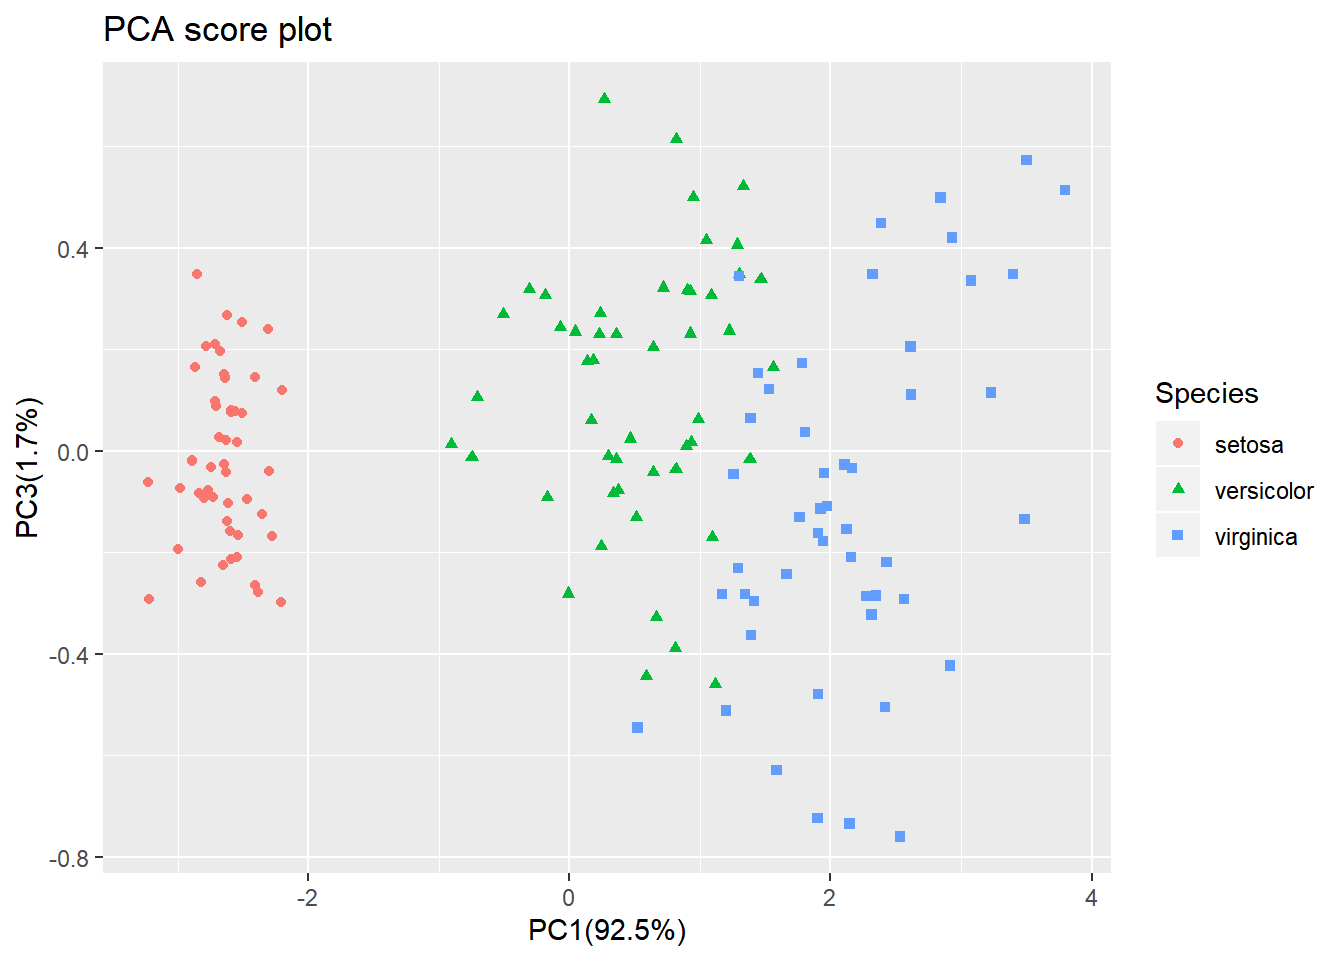 PCA score plot
PC3(1.7%)
0.4
0.0
-0.4
-0.8
-2
0
2
4
PC1(92.5%)
Species
setosa
versicolor
virginica